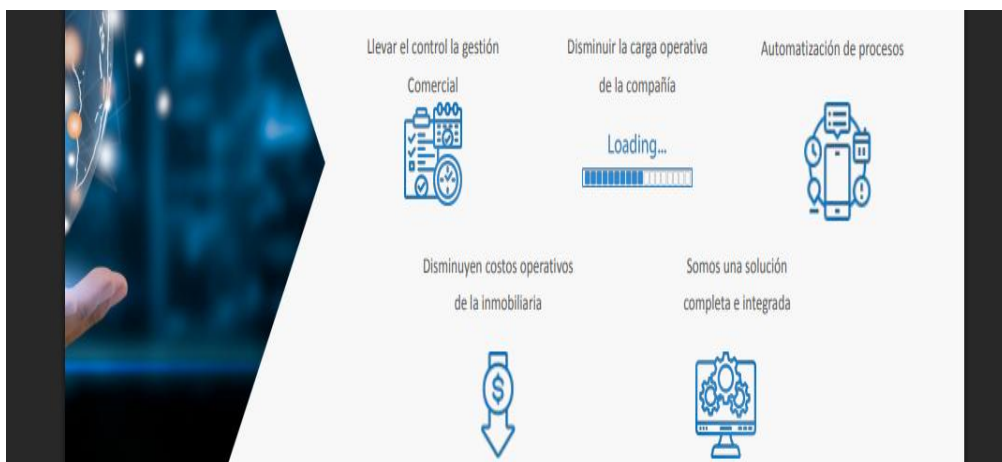 Llevar el control la gestión
Comercial
Disminuir la carga operativa
de la compañía
Automatización de procesos
Loading...
Disminuyen costos operativos
de la inmobiliaria
Somos una solución
completa e integrada
$